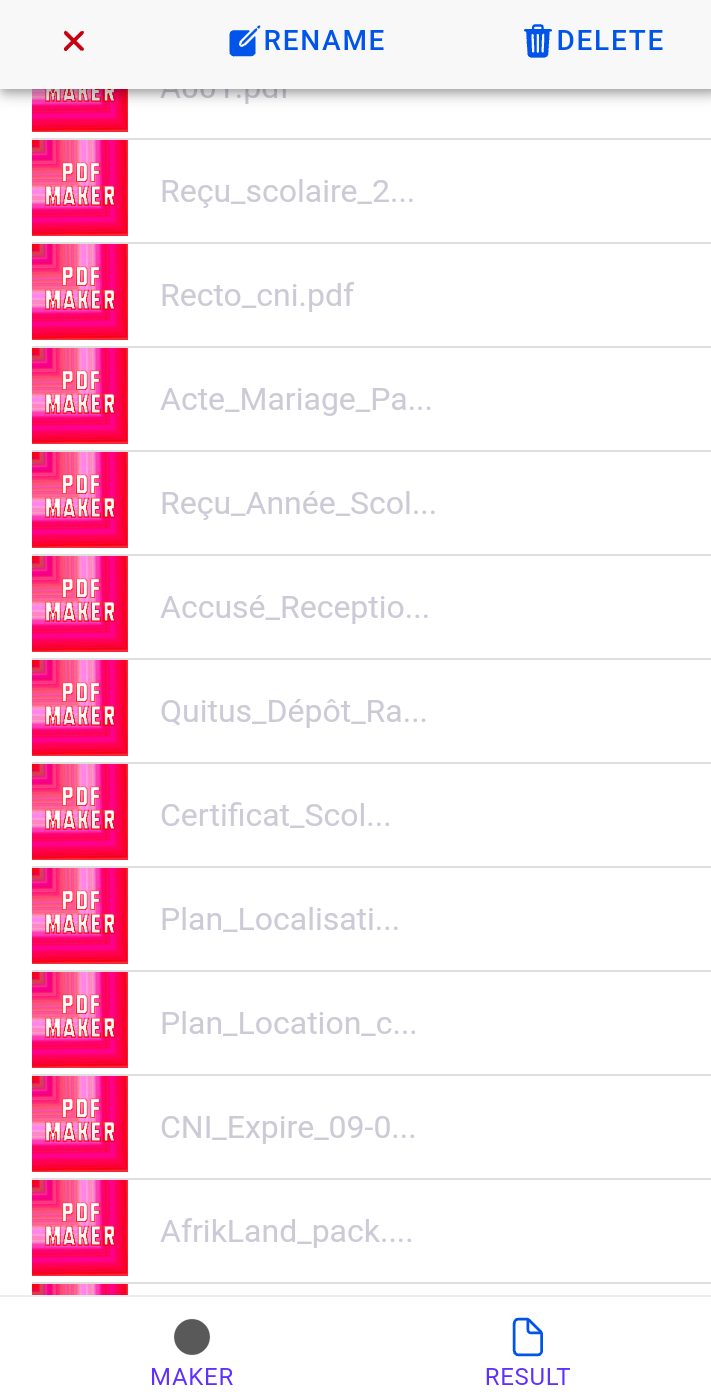 RENAME
DELETE
A001.pdf
PDF
MAKER
Reçu_scolaire_2...
PDF
MAKER
Recto_cni.pdf
PDF
MAKER
Acte_Mariage_Pa...
PDF
MAKER
Reçu_Année_Scol...
PDF
MAKER
Accusé_Receptio...
PDF
MAKER
Quitus_Dépôt_Ra...
PDF
MAKER
Certificat_Scol...
PDF
MAKER
Plan_Localisati...
PDF
MAKER
Plan_Location_c...
PDF
MAKER
CNI_Expire_09-0...
PDF
MAKER
AfrikLand_pack....
MAKER
RESULT